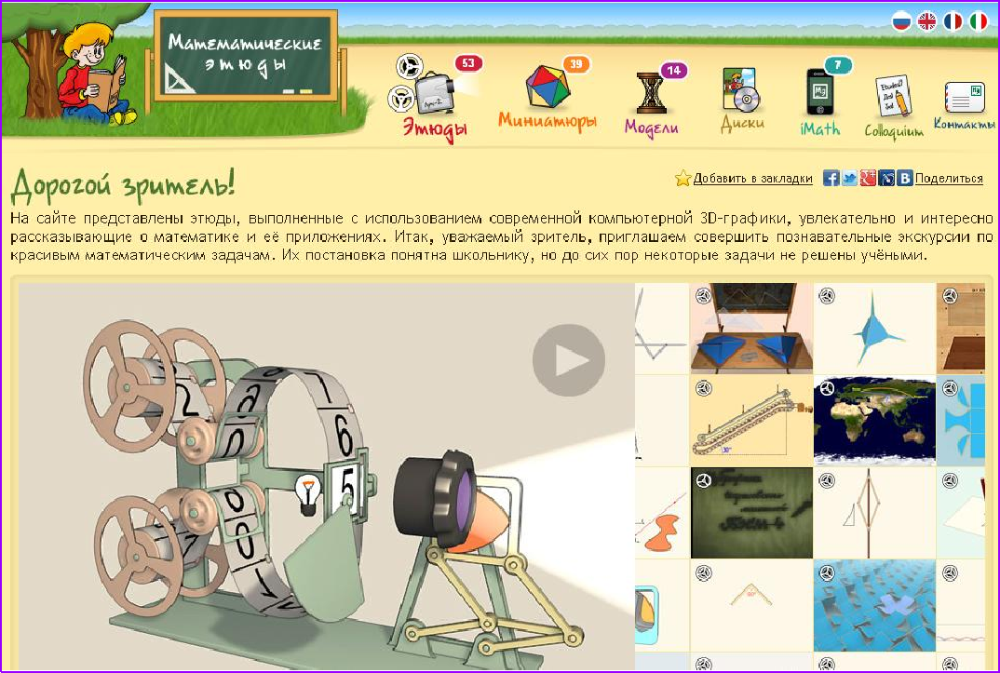 Математические
этюды
53
39
14
7
Этюды
Миниатюры
Модели
Диски
iMath
Colloquium
Контакты
Дорогой зритель!
Добавить в закладки
Поделиться
На сайте представлены этюды, выполненные с использованием современной компьютерной 3D-графики, увлекательно и интересно
рассказывающие о математике и её приложениях. Итак, уважаемый зритель, приглашаем совершить познавательные экскурсии по
красивым математическим задачам. Их постановка понятна школьнику, но до сих пор некоторые задачи не решены учёными.
2
6
5
30°